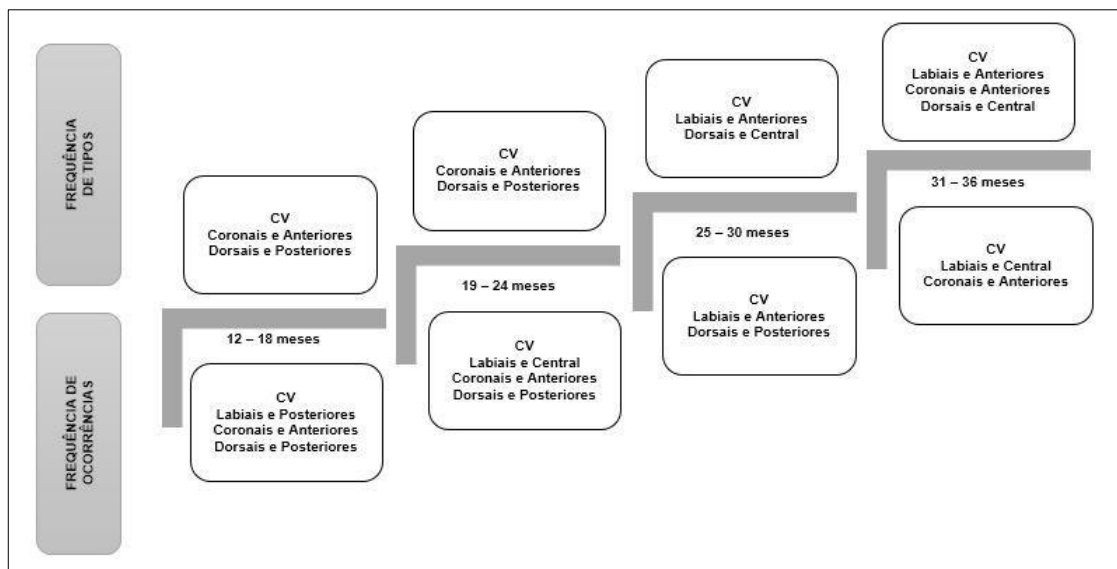 FREQUÊNCIA
DE TIPOS
CV
Coronais e Anteriores
Dorsais e Posteriores
CV
Coronais e Anteriores
Dorsais e Posteriores
CV
Labiais e Anteriores
Dorsais e Central
CV
Labiais e Anteriores
Coronais e Anteriores
Dorsais e Central
12 – 18 meses
19 – 24 meses
25 – 30 meses
31 – 36 meses
FREQUÊNCIA DE
OCORRÊNCIAS
CV
Labiais e Posteriores
Coronais e Anteriores
Dorsais e Posteriores
CV
Labiais e Central
Coronais e Anteriores
Dorsais e Posteriores
CV
Labiais e Anteriores
Dorsais e Posteriores
CV
Labiais e Central
Coronais e Anteriores